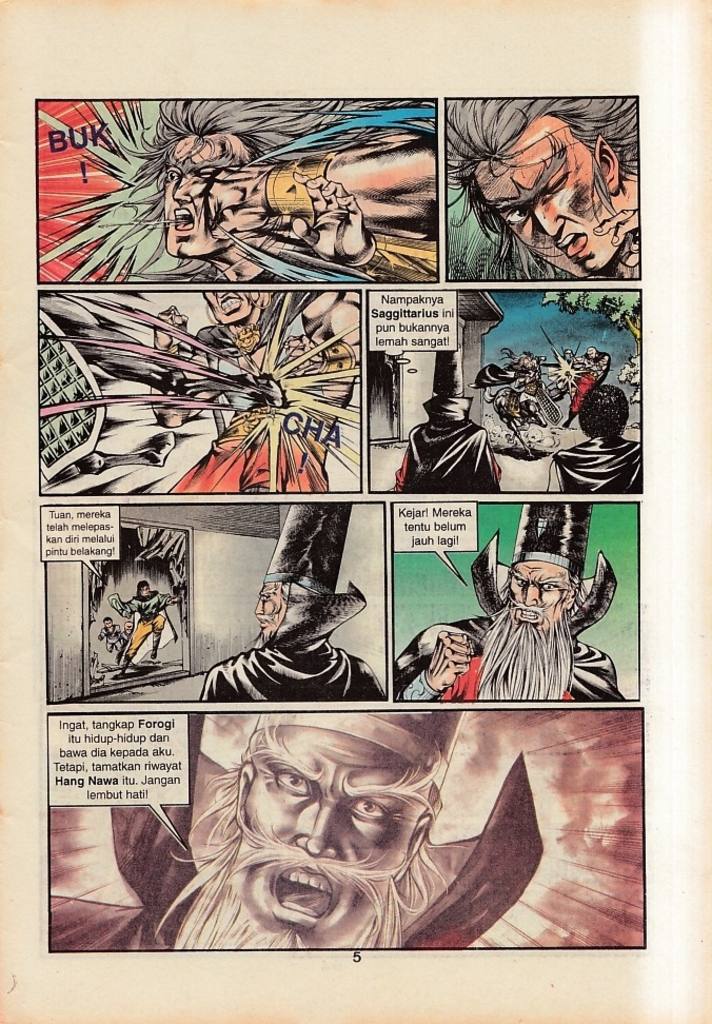 BUK
!
CHA
!
Nampaknya
Saggittarius ini
pun bukannya
lemah sangat!
Tuan, mereka
telah melepas-
kan diri melalui
pintu belakang!
Kejar! Mereka
tentu belum
jauh lagi!
Ingat, tangkap Forogi
itu hidup-hidup dan
bawa dia kepada aku.
Tetapi, tamatkan riwayat
Hang Nawa itu. Jangan
lembut hati!
5